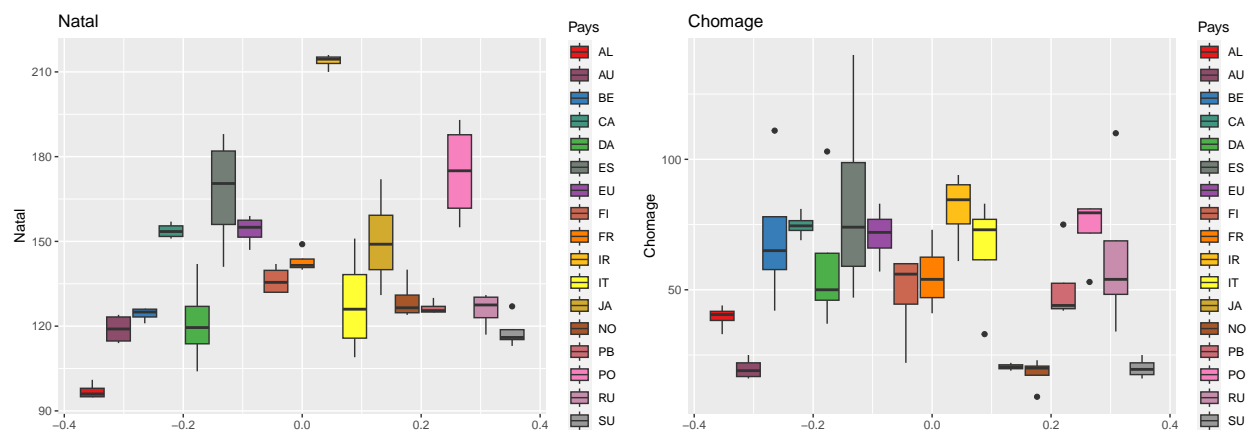 Natal
Natal
210
180
150
120
90
−0.4
−0.2
0.0
0.2
0.4
Pays
AL
AU
BE
CA
DA
ES
EU
FI
FR
IR
IT
JA
NO
PB
PO
RU
SU
Chomage
Chomage
100
50
−0.4
−0.2
0.0
0.2
0.4
Pays
AL
AU
BE
CA
DA
ES
EU
FI
FR
IR
IT
JA
NO
PB
PO
RU
SU